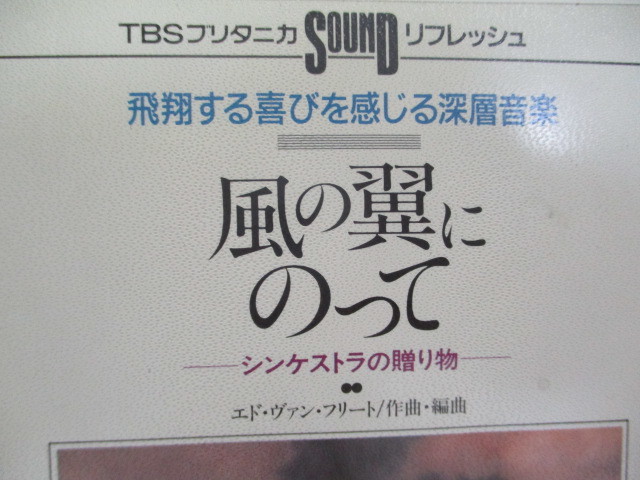 TBSブリタニカ SOUND リフレッシュ
飛翔する喜びを感じる深層音楽
風の翼に
のって
シンケストラの贈り物
エド・ヴァン・フリート/作曲・編曲